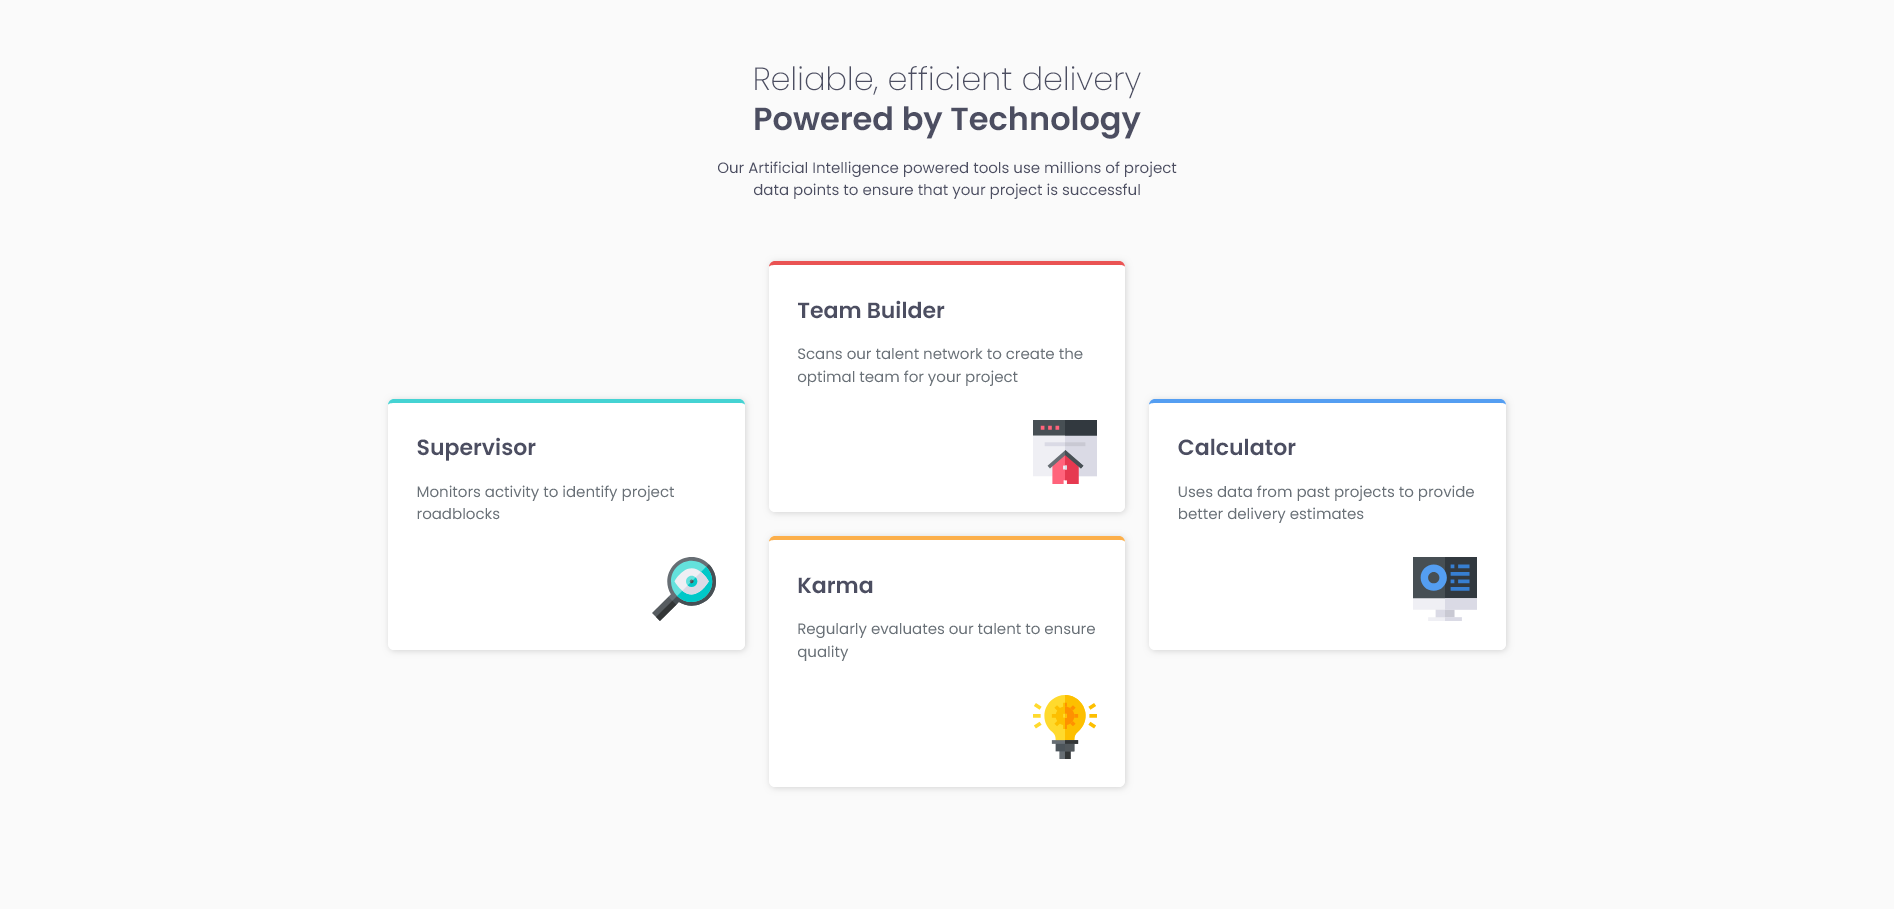 Reliable, efficient delivery
Powered by Technology
Our Artificial Intelligence powered tools use millions of project
data points to ensure that your project is successful
Supervisor
Monitors activity to identify project
roadblocks
Team Builder
Scans our talent network to create the
optimal team for your project
Karma
Regularly evaluates our talent to ensure
quality
Calculator
Uses data from past projects to provide
better delivery estimates